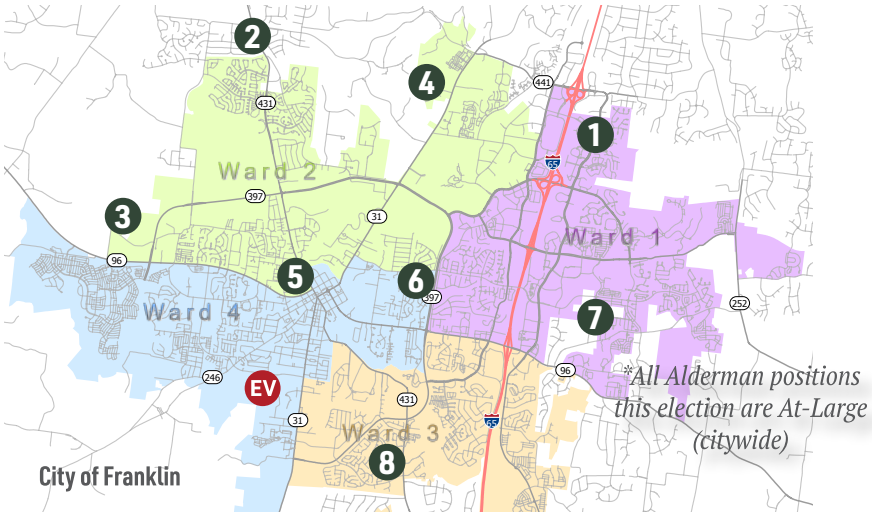 2
4
441
431
1
65
Ward 2
397
31
3
Ward 1
96
5
6
397
Ward 4
7
252
246
EV
96
*All Alderman positions
this election are At-Large
(citywide)
431
31
65
Ward 3
8
City of Franklin